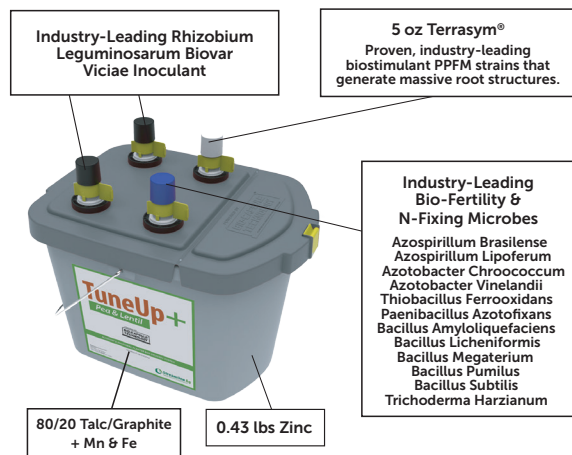 Industry-Leading Rhizobium
Leguminosarum Biovar
Viciae Inoculant
5 oz Terrasym®
Proven, industry-leading
biostimulant PPFM strains that
generate massive root structures.
Industry-Leading
Bio-Fertility &
N-Fixing Microbes
Azospirillum Brasilense
Azospirillum Lipoferum
Azotobacter Chroococcum
Azotobacter Vinelandii
Thiobacillus Ferrooxidans
Paenibacillus Azotofixans
Bacillus Amyloliquefaciens
Bacillus Licheniformis
Bacillus Megaterium
Bacillus Pumilus
Bacillus Subtilis
Trichoderma Harzianum
TuneUp+
Pea & Lentil
80/20 Talc/Graphite
+ Mn & Fe
0.43 lbs Zinc